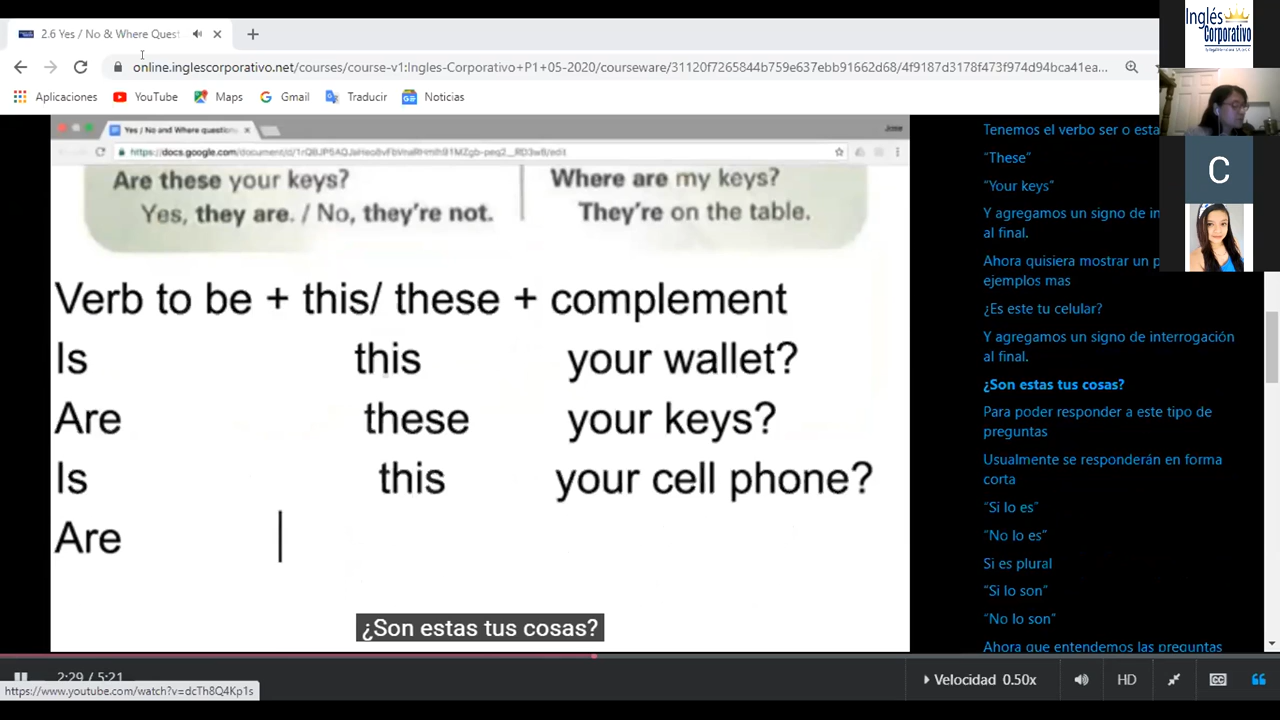 2.6 Yes / No & Where Quest
online.inglescorporativo.net/courses/course-v1:Ingles-Corporativo+P1+05-2020/courseware/31120f7265844b759e637ebb91662d68/4f9187d3178f473f974d94bca41ea...
Aplicaciones YouTube Maps Gmail Traducir Noticias
Inglés
Corporativo
Yes / No and Where question
Jose
Are these your keys?
Yes, they are. / No, they're not.
Where are my keys?
They're on the table.
Verb to be + this/ these + complement
Is this your wallet?
Are these your keys?
Is this your cell phone?
Are
¿Son estas tus cosas?
Tenemos el verbo ser o esta
“These”
“Your keys”
Y agregamos un signo de in
al final.
Ahora quisiera mostrar un p
ejemplos mas
¿Es este tu celular?
Y agregamos un signo de interrogación
al final.
¿Son estas tus cosas?
Para poder responder a este tipo de
preguntas
Usualmente se responderán en forma
corta
“Si lo es”
“No lo es”
Si es plural
“Si lo son”
“No lo son”
Ahora que entendemos las preguntas
C
2:29 / 5:21
Velocidad 0.50x
HD
https://www.youtube.com/watch?v=dcTh8Q4Kp1s